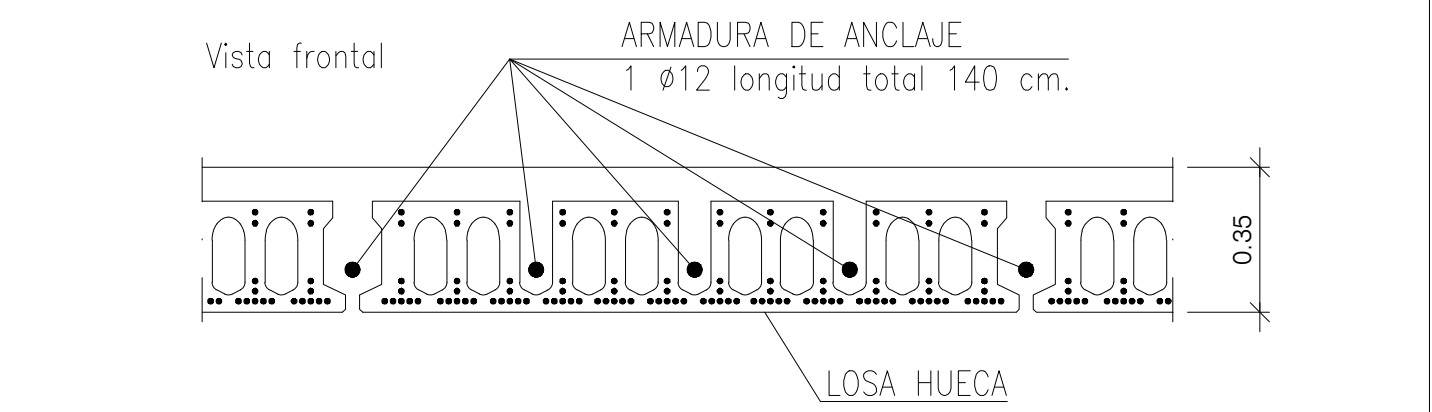 Vista frontal
ARMADURA DE ANCLAJE
1 Ø12 longitud total 140 cm.
0.35
LOSA HUECA